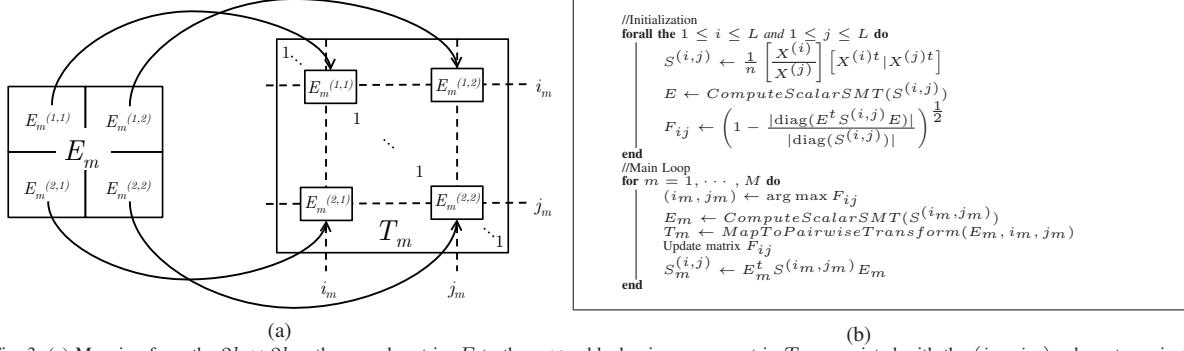 E_m^(1,1)
E_m^(1,2)
E_m
E_m^(2,1)
E_m^(2,2)
1
E_m^(1,1)
E_m^(1,2)
i_m
1
1
E_m^(2,1)
E_m^(2,2)
j_m
T_m
1
i_m
j_m
(a)
//Initialization
forall the 1 ≤ i ≤ L and 1 ≤ j ≤ L do
S^(i,j) ← 1/n [X^(i) / X^(j)] [X^(i)t | X^(j)t]
E ← ComputeScalarSMT(S^(i,j))
F_ij ← (1 − |diag(E^t S^(i,j) E)| / |diag(S^(i,j))|)^1/2
end
//Main Loop
for m = 1, · · · , M do
(i_m, j_m) ← arg max F_ij
E_m ← ComputeScalarSMT(S^(i_m,j_m))
T_m ← MapToPairwiseTransform(E_m, i_m, j_m)
Update matrix F_ij
S_m^(i,j) ← E_m^t S^(i_m,j_m) E_m
end
(b)